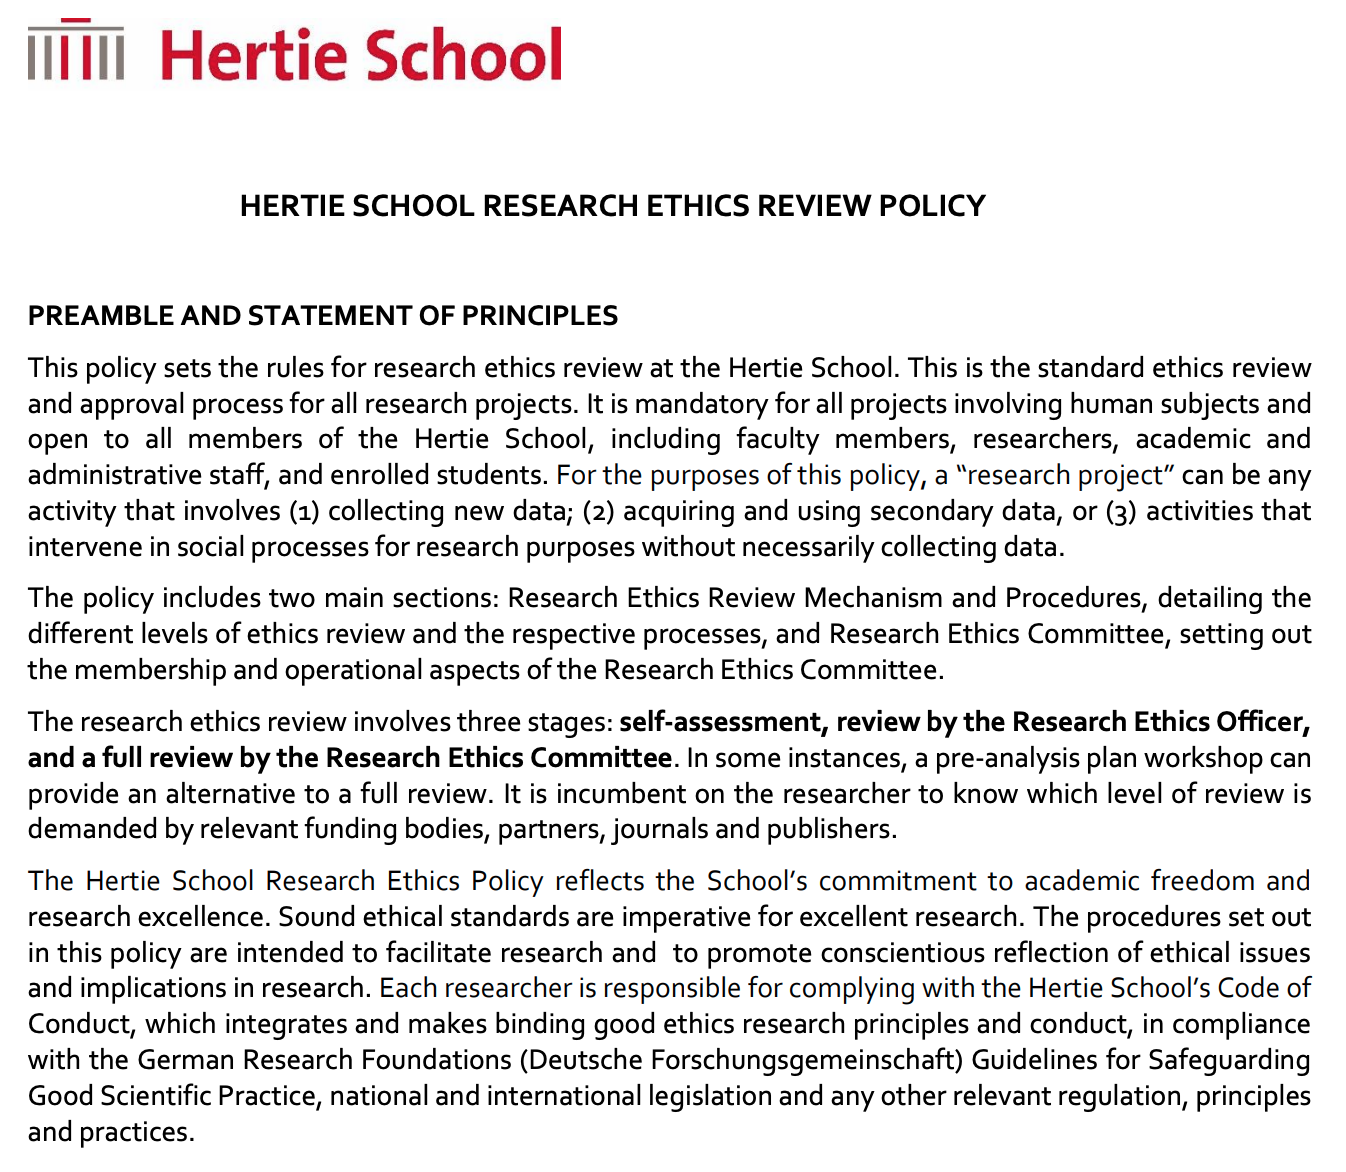 Hertie School
HERTIE SCHOOL RESEARCH ETHICS REVIEW POLICY
PREAMBLE AND STATEMENT OF PRINCIPLES
This policy sets the rules for research ethics review at the Hertie School. This is the standard ethics review
and approval process for all research projects. It is mandatory for all projects involving human subjects and
open to all members of the Hertie School, including faculty members, researchers, academic and
administrative staff, and enrolled students. For the purposes of this policy, a “research project” can be any
activity that involves (1) collecting new data; (2) acquiring and using secondary data, or (3) activities that
intervene in social processes for research purposes without necessarily collecting data.
The policy includes two main sections: Research Ethics Review Mechanism and Procedures, detailing the
different levels of ethics review and the respective processes, and Research Ethics Committee, setting out
the membership and operational aspects of the Research Ethics Committee.
The research ethics review involves three stages: self-assessment, review by the Research Ethics Officer,
and a full review by the Research Ethics Committee. In some instances, a pre-analysis plan workshop can
provide an alternative to a full review. It is incumbent on the researcher to know which level of review is
demanded by relevant funding bodies, partners, journals and publishers.
The Hertie School Research Ethics Policy reflects the School’s commitment to academic freedom and
research excellence. Sound ethical standards are imperative for excellent research. The procedures set out
in this policy are intended to facilitate research and  to promote conscientious reflection of ethical issues
and implications in research. Each researcher is responsible for complying with the Hertie School’s Code of
Conduct, which integrates and makes binding good ethics research principles and conduct, in compliance
with the German Research Foundations (Deutsche Forschungsgemeinschaft) Guidelines for Safeguarding
Good Scientific Practice, national and international legislation and any other relevant regulation, principles
and practices.